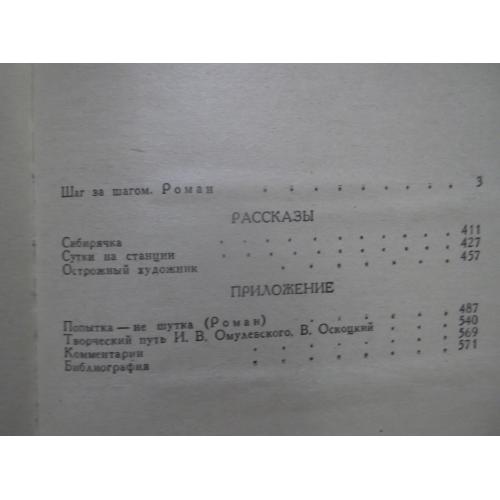 Шаг за шагом. Роман . . . . . . . . . 3
РАССКАЗЫ
Сибирячка . . . . . . . . . . . 411
Сутки на станции . . . . . . . . . . . 427
Острожный художник . . . . . . . 457
ПРИЛОЖЕНИЕ
Попытка — не шутка (Роман) . . . . . . . 487
Творческий путь И. В. Омулевского, В. Оскоцкий . . . 540
Комментарии . . . . . . . . . . 569
Библиография . . . . . . . . . . 571